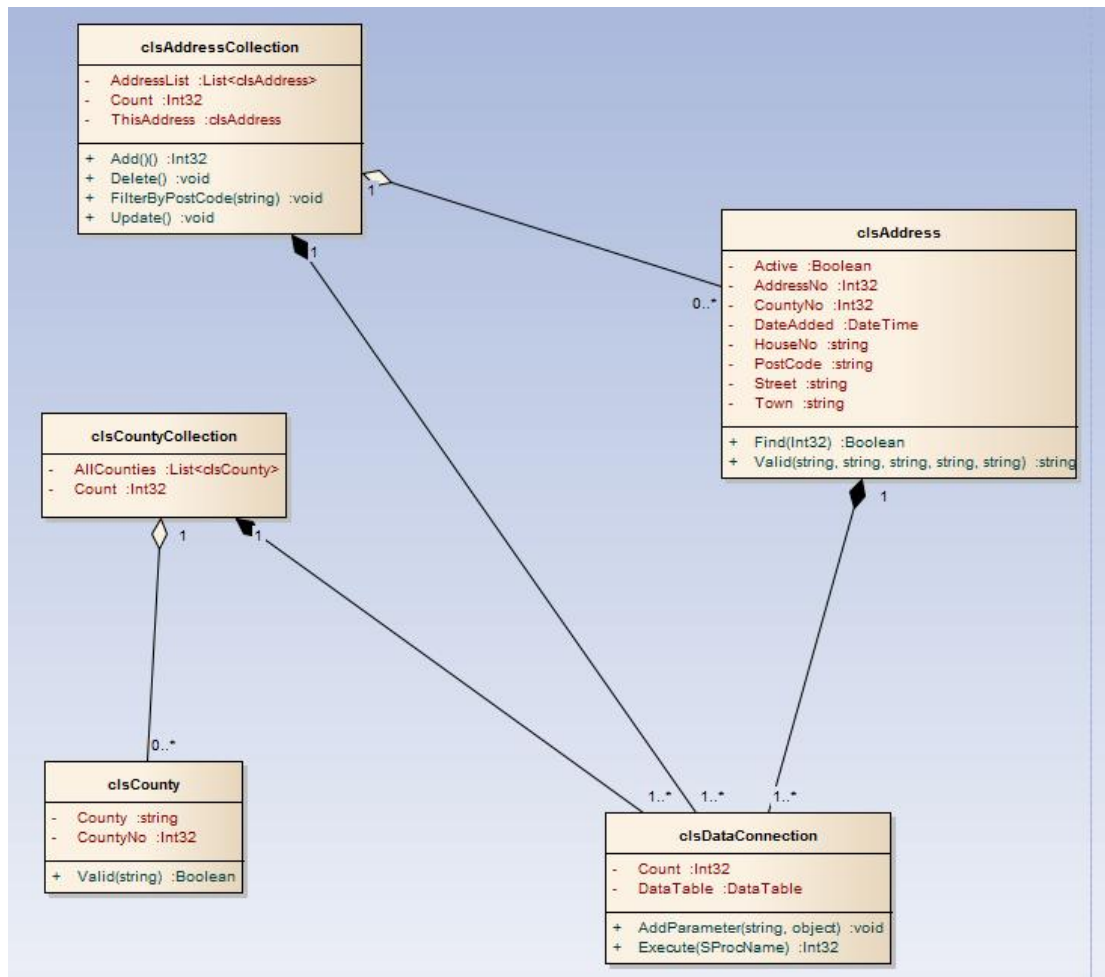 clsAddressCollection
- AddressList :List<clsAddress>
- Count :Int32
- ThisAddress :clsAddress
+ Add()() :Int32
+ Delete() :void
+ FilterByPostCode(string) :void
+ Update() :void
1
1
0..*
clsAddress
- Active :Boolean
- AddressNo :Int32
- CountyNo :Int32
- DateAdded :DateTime
- HouseNo :string
- PostCode :string
- Street :string
- Town :string
+ Find(Int32) :Boolean
+ Valid(string, string, string, string, string) :string
1
clsCountyCollection
- AllCounties :List<clsCounty>
- Count :Int32
1
1
0..*
clsCounty
- County :string
- CountyNo :Int32
+ Valid(string) :Boolean
1..*
1..*
1..*
clsDataConnection
- Count :Int32
- DataTable :DataTable
+ AddParameter(string, object) :void
+ Execute(SProcName) :Int32